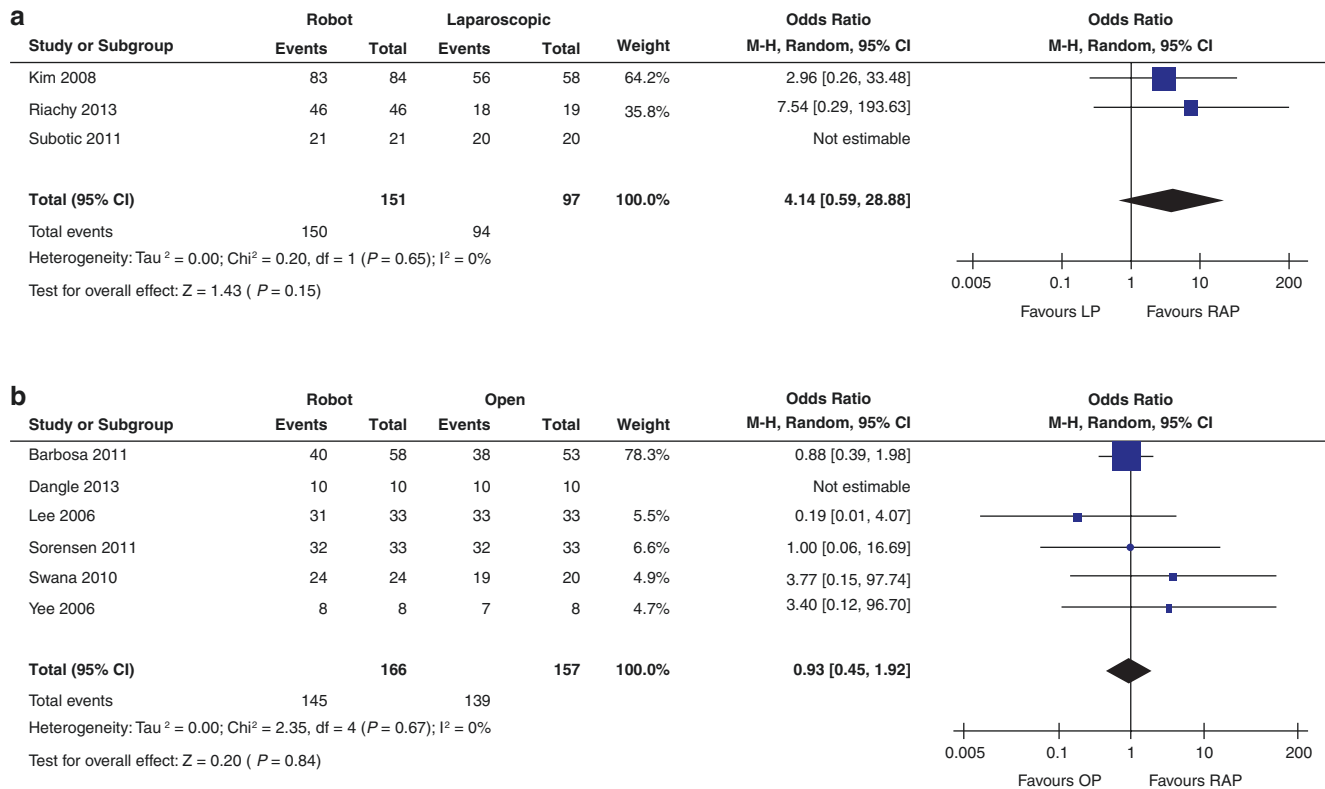 a
Robot Laparoscopic Odds Ratio Odds Ratio
Study or Subgroup Events Total Events Total Weight M-H, Random, 95% CI M-H, Random, 95% CI
Kim 2008 83 84 56 58 64.2% 2.96 [0.26, 33.48]
Riachy 2013 46 46 18 19 35.8% 7.54 [0.29, 193.63]
Subotic 2011 21 21 20 20 Not estimable
Total (95% CI) 151 97 100.0% 4.14 [0.59, 28.88]
Total events 150 94
Heterogeneity: Tau² = 0.00; Chi² = 0.20, df = 1 (P = 0.65); I² = 0%
Test for overall effect: Z = 1.43 ( P = 0.15)
0.005 0.1 1 10 200
Favours LP Favours RAP
b
Robot Open Odds Ratio Odds Ratio
Study or Subgroup Events Total Events Total Weight M-H, Random, 95% CI M-H, Random, 95% CI
Barbosa 2011 40 58 38 53 78.3% 0.88 [0.39, 1.98]
Dangle 2013 10 10 10 10 Not estimable
Lee 2006 31 33 33 33 5.5% 0.19 [0.01, 4.07]
Sorensen 2011 32 33 32 33 6.6% 1.00 [0.06, 16.69]
Swana 2010 24 24 19 20 4.9% 3.77 [0.15, 97.74]
Yee 2006 8 8 7 8 4.7% 3.40 [0.12, 96.70]
Total (95% CI) 166 157 100.0% 0.93 [0.45, 1.92]
Total events 145 139
Heterogeneity: Tau² = 0.00; Chi² = 2.35, df = 4 (P = 0.67); I² = 0%
Test for overall effect: Z = 0.20 ( P = 0.84)
0.005 0.1 1 10 200
Favours OP Favours RAP